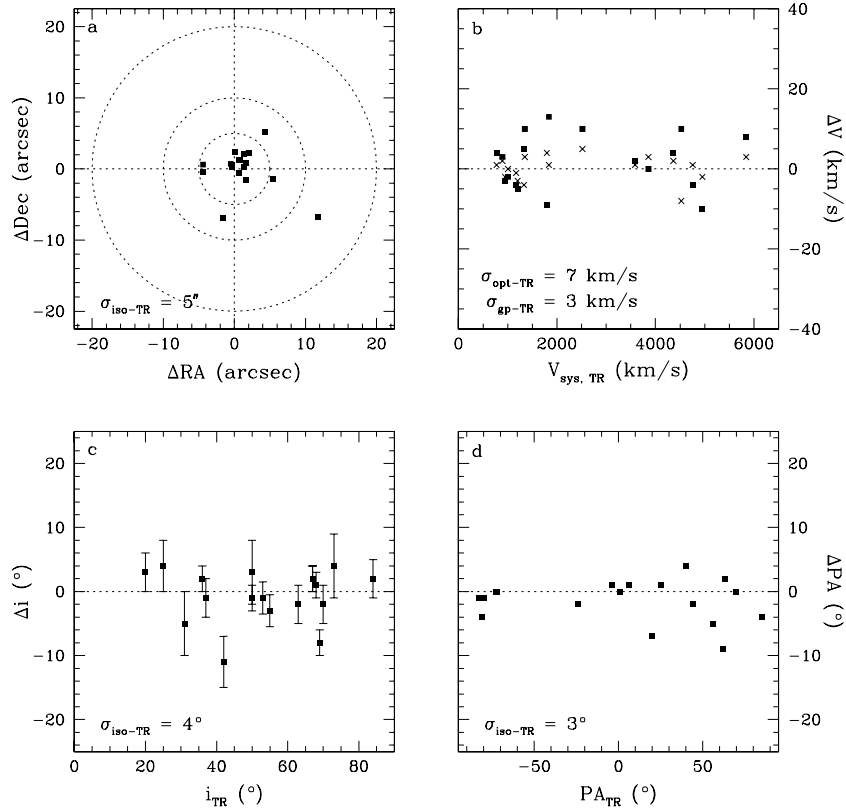 a
20
10
0
−10
−20
ΔDec (arcsec)
σiso−TR = 5″
−20 −10 0 10 20
ΔRA (arcsec)
b
40
20
0
−20
−40
ΔV (km/s)
σopt−TR = 7 km/s
σgp−TR = 3 km/s
0 2000 4000 6000
Vsys, TR (km/s)
c
20
10
0
−10
−20
Δi (°)
σiso−TR = 4°
0 20 40 60 80
iTR (°)
d
20
10
0
−10
−20
ΔPA (°)
σiso−TR = 3°
−50 0 50
PATR (°)